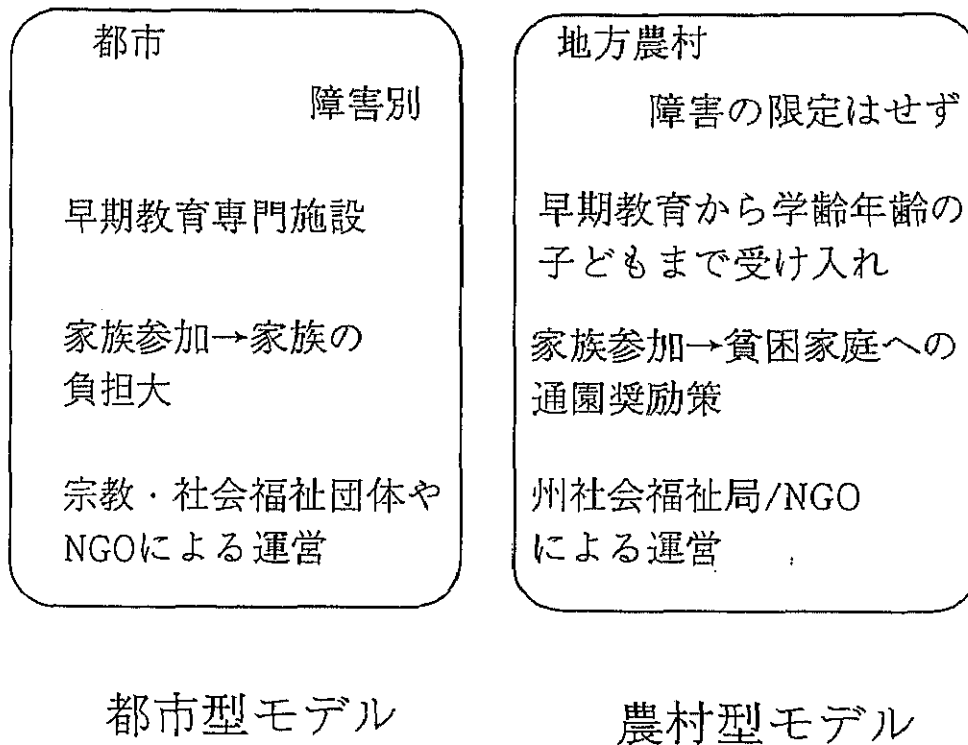 都市
障害別
早期教育専門施設
家族参加→家族の
負担大
宗教・社会福祉団体や
NGOによる運営
都市型モデル
地方農村
障害の限定はせず
早期教育から学齢年齢の
子どもまで受け入れ
家族参加→貧困家庭への
通園奨励策
州社会福祉局/NGO
による運営
農村型モデル